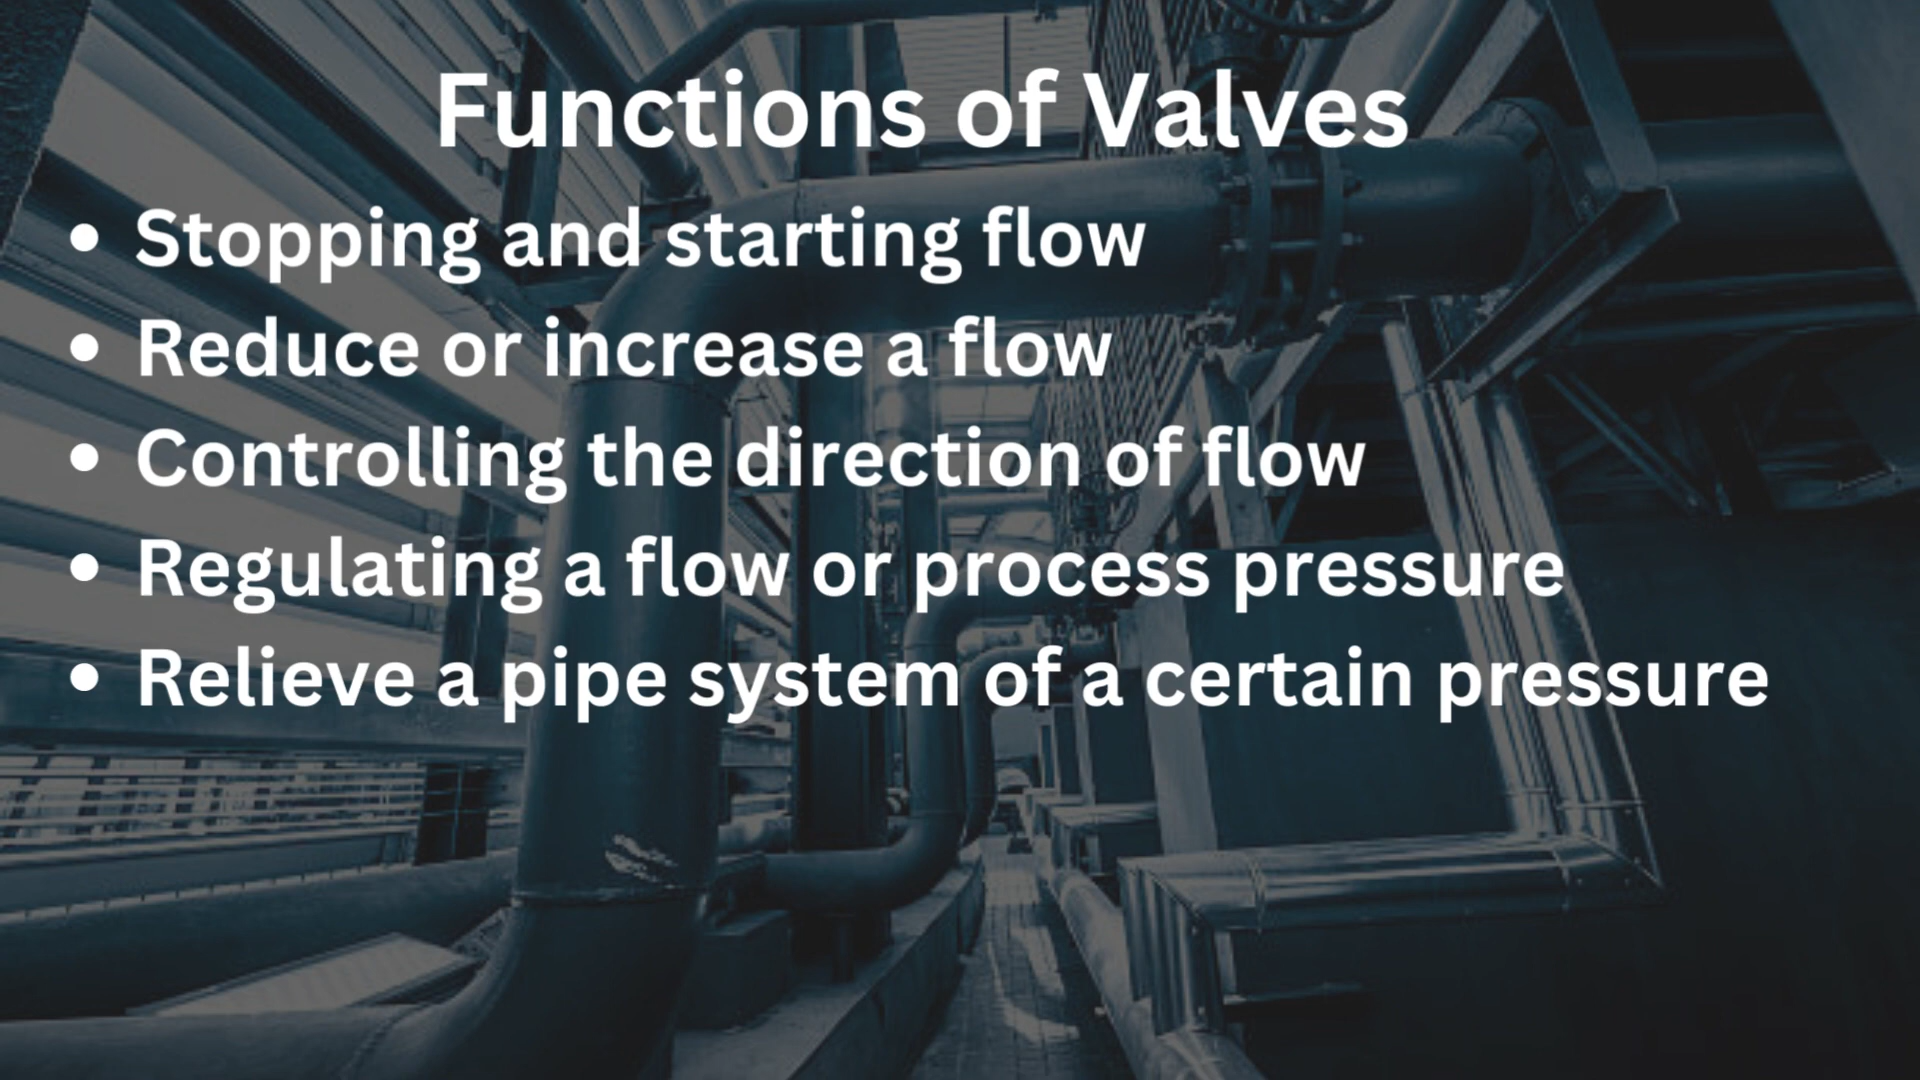 Functions of Valves
• Stopping and starting flow
• Reduce or increase a flow
• Controlling the direction of flow
• Regulating a flow or process pressure
• Relieve a pipe system of a certain pressure